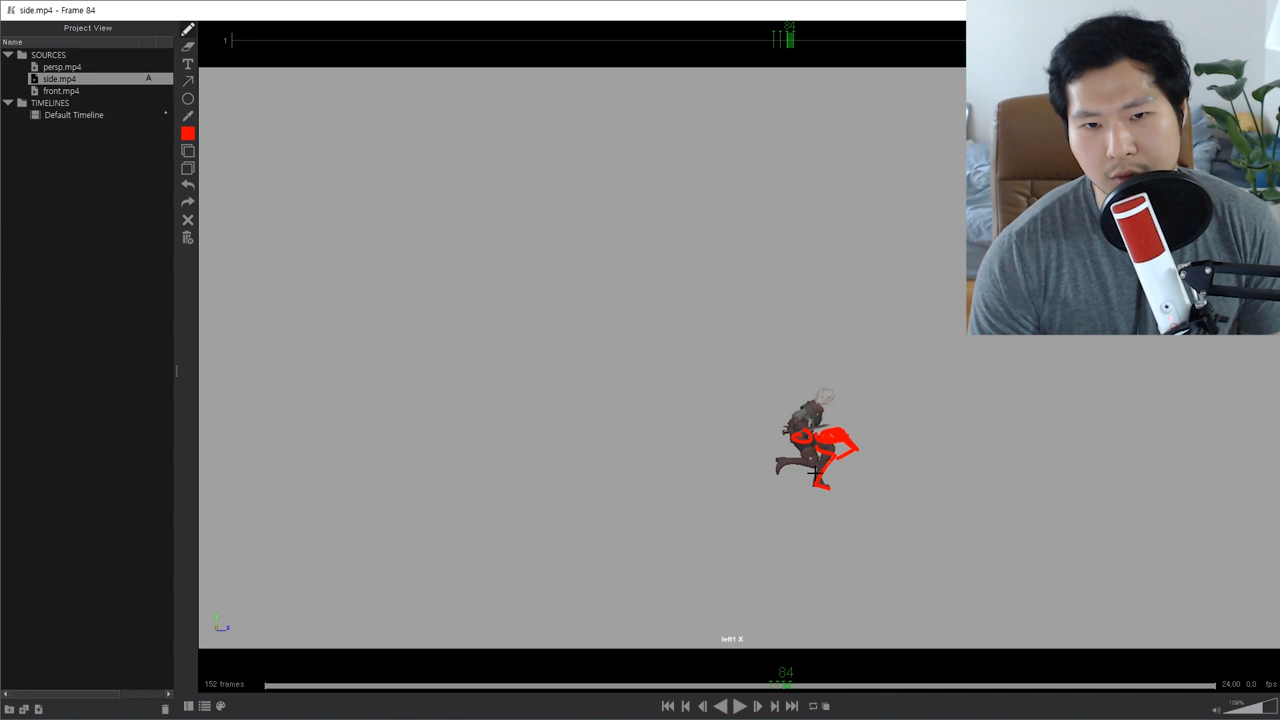 side.mp4 - Frame 84
Project View
Name
SOURCES
persp.mp4
side.mp4 A
front.mp4
TIMELINES
Default Timeline *
84
1
left X
84
152 frames
24.00 0.0 fps